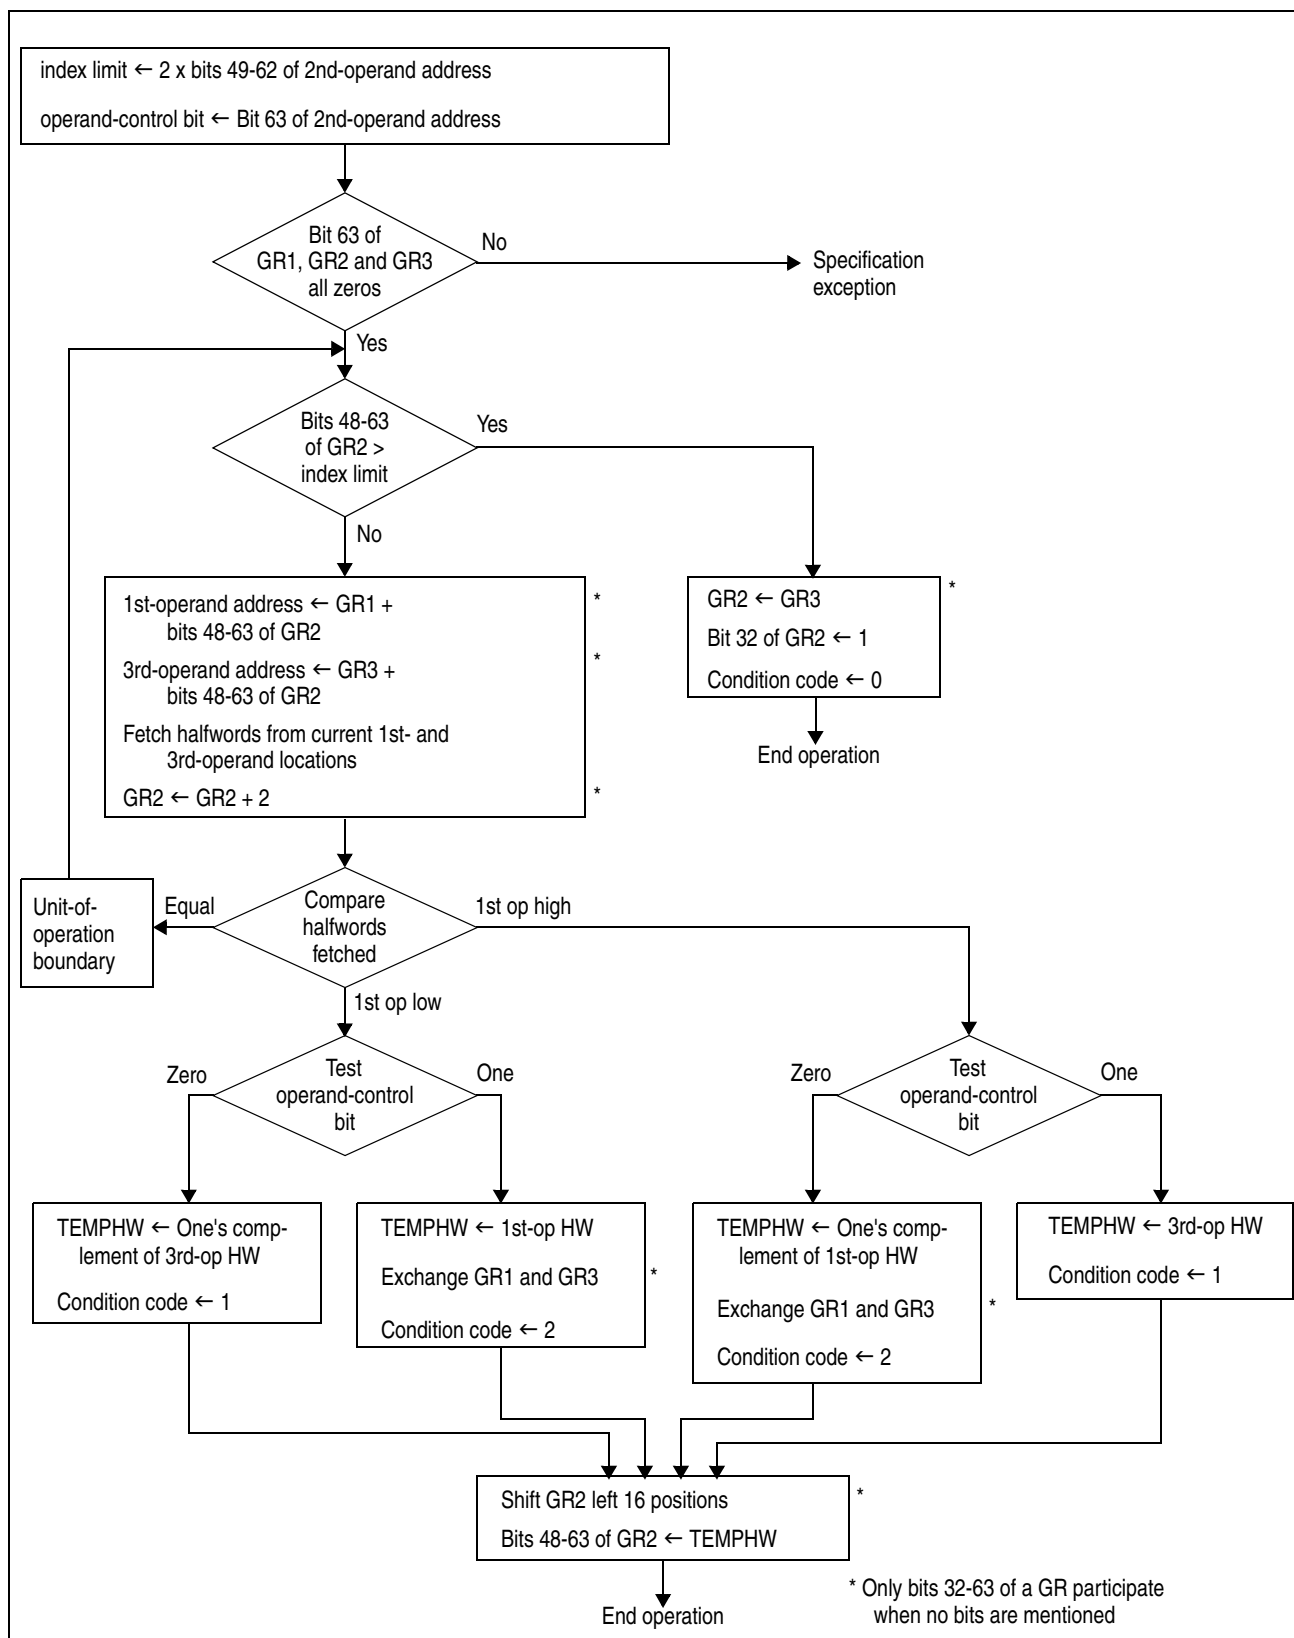 index limit ← 2 x bits 49-62 of 2nd-operand address
operand-control bit ← Bit 63 of 2nd-operand address
Bit 63 of
GR1, GR2 and GR3
all zeros
No
Specification
exception
Yes
Bits 48-63
of GR2 >
index limit
Yes
No
1st-operand address ← GR1 +
bits 48-63 of GR2
*
3rd-operand address ← GR3 +
bits 48-63 of GR2
*
Fetch halfwords from current 1st- and
3rd-operand locations
GR2 ← GR2 + 2
*
GR2 ← GR3
*
Bit 32 of GR2 ← 1
Condition code ← 0
End operation
Unit-of-
operation
boundary
Equal
Compare
halfwords
fetched
1st op high
1st op low
Zero
Test
operand-control
bit
One
Zero
Test
operand-control
bit
One
TEMPHW ← One's comp-
lement of 3rd-op HW
Condition code ← 1
TEMPHW ← 1st-op HW
Exchange GR1 and GR3
*
Condition code ← 2
TEMPHW ← One's comp-
lement of 1st-op HW
Exchange GR1 and GR3
*
Condition code ← 2
TEMPHW ← 3rd-op HW
Condition code ← 1
Shift GR2 left 16 positions
*
Bits 48-63 of GR2 ← TEMPHW
End operation
* Only bits 32-63 of a GR participate
when no bits are mentioned